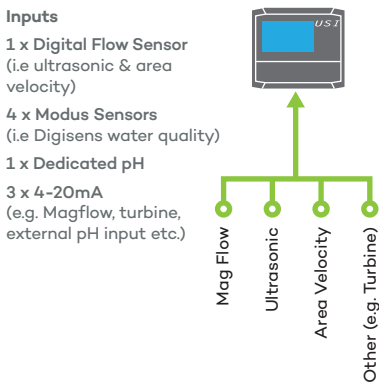 Inputs
1 x Digital Flow Sensor
(i.e ultrasonic & area
velocity)
4 x Modus Sensors
(i.e Digisens water quality)
1 x Dedicated pH
3 x 4-20mA
(e.g. Magflow, turbine,
external pH input etc.)
USI
Mag Flow
Ultrasonic
Area Velocity
Other (e.g. Turbine)